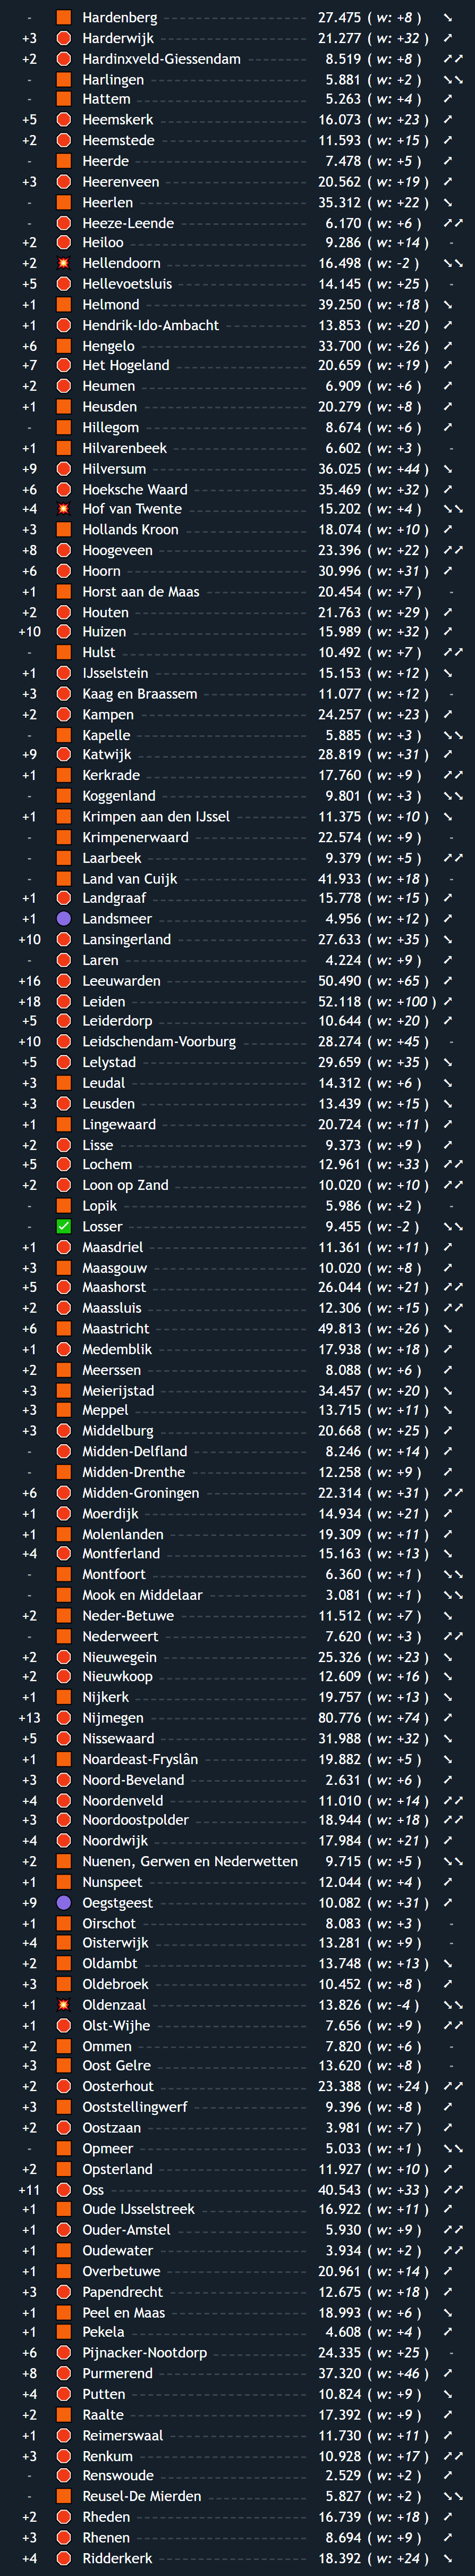 - Hardenberg 27.475 ( w: +8 ) ➘
+3 Harderwijk 21.277 ( w: +32 ) ➚
+2 Hardinxveld-Giessendam 8.519 ( w: +8 ) ➚➚
- Harlingen 5.881 ( w: +2 ) ➘➘
- Hattem 5.263 ( w: +4 ) ➚
+5 Heemskerk 16.073 ( w: +23 ) ➚
+2 Heemstede 11.593 ( w: +15 ) ➚
- Heerde 7.478 ( w: +5 ) ➚
+3 Heerenveen 20.562 ( w: +19 ) ➚
- Heerlen 35.312 ( w: +22 ) ➘
- Heeze-Leende 6.170 ( w: +6 ) ➚➚
+2 Heiloo 9.286 ( w: +14 ) -
+2 Hellendoorn 16.498 ( w: -2 ) ➘➘
+5 Hellevoetsluis 14.145 ( w: +25 ) -
+1 Helmond 39.250 ( w: +18 ) ➘
+1 Hendrik-Ido-Ambacht 13.853 ( w: +20 ) ➚
+6 Hengelo 33.700 ( w: +26 ) ➚
+7 Het Hogeland 20.659 ( w: +19 ) ➚
+2 Heumen 6.909 ( w: +6 ) ➚
+1 Heusden 20.279 ( w: +8 ) ➚
- Hillegom 8.674 ( w: +6 ) ➚
+1 Hilvarenbeek 6.602 ( w: +3 ) -
+9 Hilversum 36.025 ( w: +44 ) ➘
+6 Hoeksche Waard 35.469 ( w: +32 ) ➚
+4 Hof van Twente 15.202 ( w: +4 ) ➘➘
+3 Hollands Kroon 18.074 ( w: +10 ) ➚
+8 Hoogeveen 23.396 ( w: +22 ) ➚➚
+6 Hoorn 30.996 ( w: +31 ) ➚
+1 Horst aan de Maas 20.454 ( w: +7 ) -
+2 Houten 21.763 ( w: +29 ) ➚
+10 Huizen 15.989 ( w: +32 ) ➚
- Hulst 10.492 ( w: +7 ) ➚➚
+1 IJsselstein 15.153 ( w: +12 ) ➘
+3 Kaag en Braassem 11.077 ( w: +12 ) -
+2 Kampen 24.257 ( w: +23 ) ➚
- Kapelle 5.885 ( w: +3 ) ➘➘
+9 Katwijk 28.819 ( w: +31 ) ➚
+1 Kerkrade 17.760 ( w: +9 ) ➚➚
- Koggenland 9.801 ( w: +3 ) ➘➘
+1 Krimpen aan den IJssel 11.375 ( w: +10 ) ➘
- Krimpenerwaard 22.574 ( w: +9 ) -
- Laarbeek 9.379 ( w: +5 ) ➚➚
- Land van Cuijk 41.933 ( w: +18 ) -
+1 Landgraaf 15.778 ( w: +15 ) ➚
+1 Landsmeer 4.956 ( w: +12 ) ➚
+10 Lansingerland 27.633 ( w: +35 ) ➘
- Laren 4.224 ( w: +9 ) ➚
+16 Leeuwarden 50.490 ( w: +65 ) ➚
+18 Leiden 52.118 ( w: +100 ) ➚
+5 Leiderdorp 10.644 ( w: +20 ) ➚
+10 Leidschendam-Voorburg 28.274 ( w: +45 ) -
+5 Lelystad 29.659 ( w: +35 ) ➘
+3 Leudal 14.312 ( w: +6 ) ➘
+3 Leusden 13.439 ( w: +15 ) ➘
+1 Lingewaard 20.724 ( w: +11 ) ➚
+2 Lisse 9.373 ( w: +9 ) ➚
+5 Lochem 12.961 ( w: +33 ) ➚➚
+2 Loon op Zand 10.020 ( w: +10 ) ➚➚
- Lopik 5.986 ( w: +2 ) -
- Losser 9.455 ( w: -2 ) ➘➘
+1 Maasdriel 11.361 ( w: +11 ) ➚
+3 Maasgouw 10.020 ( w: +8 ) ➚
+5 Maashorst 26.044 ( w: +21 ) ➚➚
+2 Maassluis 12.306 ( w: +15 ) ➚➚
+6 Maastricht 49.813 ( w: +26 ) ➘
+1 Medemblik 17.938 ( w: +18 ) ➚
+2 Meerssen 8.088 ( w: +6 ) ➚
+3 Meierijstad 34.457 ( w: +20 ) ➘
+3 Meppel 13.715 ( w: +11 ) ➘
+3 Middelburg 20.668 ( w: +25 ) ➚
- Midden-Delfland 8.246 ( w: +14 ) ➚
- Midden-Drenthe 12.258 ( w: +9 ) ➚
+6 Midden-Groningen 22.314 ( w: +31 ) ➚➚
+1 Moerdijk 14.934 ( w: +21 ) ➚
+1 Molenlanden 19.309 ( w: +11 ) ➚
+4 Montferland 15.163 ( w: +13 ) ➘
- Montfoort 6.360 ( w: +1 ) ➘➘
- Mook en Middelaar 3.081 ( w: +1 ) ➘➘
+2 Neder-Betuwe 11.512 ( w: +7 ) ➘
- Nederweert 7.620 ( w: +3 ) ➚➚
+2 Nieuwegein 25.326 ( w: +23 ) ➘
+2 Nieuwkoop 12.609 ( w: +16 ) ➘
+1 Nijkerk 19.757 ( w: +13 ) ➘
+13 Nijmegen 80.776 ( w: +74 ) ➚
+5 Nissewaard 31.988 ( w: +32 ) ➘
+1 Noardeast-Fryslân 19.882 ( w: +5 ) ➘
+3 Noord-Beveland 2.631 ( w: +6 ) ➚
+4 Noordenveld 11.010 ( w: +14 ) ➚➚
+3 Noordoostpolder 18.944 ( w: +18 ) ➚➚
+4 Noordwijk 17.984 ( w: +21 ) ➚
+2 Nuenen, Gerwen en Nederwetten 9.715 ( w: +5 ) ➘➘
+1 Nunspeet 12.044 ( w: +4 ) ➚
+9 Oegstgeest 10.082 ( w: +31 ) ➚
+1 Oirschot 8.083 ( w: +3 ) -
+4 Oisterwijk 13.281 ( w: +9 ) -
+2 Oldambt 13.748 ( w: +13 ) ➘
+3 Oldebroek 10.452 ( w: +8 ) ➚
+1 Oldenzaal 13.826 ( w: -4 ) ➘➘
+1 Olst-Wijhe 7.656 ( w: +9 ) ➚➚
+2 Ommen 7.820 ( w: +6 ) -
+3 Oost Gelre 13.620 ( w: +8 ) -
+2 Oosterhout 23.388 ( w: +24 ) ➚➚
+3 Ooststellingwerf 9.396 ( w: +8 ) ➚
+2 Oostzaan 3.981 ( w: +7 ) ➚
- Opmeer 5.033 ( w: +1 ) ➘➘
+2 Opsterland 11.927 ( w: +10 ) ➚
+11 Oss 40.543 ( w: +33 ) ➚➚
+1 Oude IJsselstreek 16.922 ( w: +11 ) ➚
+1 Ouder-Amstel 5.930 ( w: +9 ) ➚➚
+1 Oudewater 3.934 ( w: +2 ) ➚➚
+1 Overbetuwe 20.961 ( w: +14 ) ➚
+3 Papendrecht 12.675 ( w: +18 ) ➚
+1 Peel en Maas 18.993 ( w: +6 ) ➘
+1 Pekela 4.608 ( w: +4 ) ➚
+6 Pijnacker-Nootdorp 24.335 ( w: +25 ) -
+8 Purmerend 37.320 ( w: +46 ) ➚
+4 Putten 10.824 ( w: +9 ) ➘
+2 Raalte 17.392 ( w: +9 ) ➚
+1 Reimerswaal 11.730 ( w: +11 ) ➚
+3 Renkum 10.928 ( w: +17 ) ➚➚
- Renswoude 2.529 ( w: +2 ) ➚
- Reusel-De Mierden 5.827 ( w: +2 ) ➘➘
+2 Rheden 16.739 ( w: +18 ) ➚
+3 Rhenen 8.694 ( w: +9 ) ➚
+4 Ridderkerk 18.392 ( w: +24 ) ➘